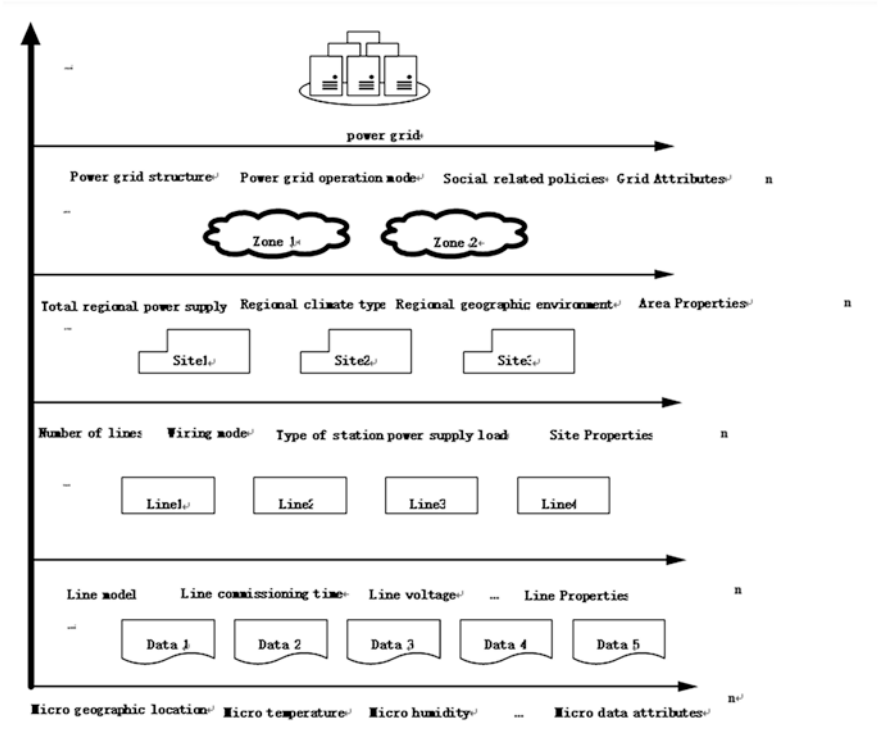 ...
power grid
Power grid structure Power grid operation mode Social related policies Grid Attributes n
...
Zone 1 Zone 2
Total regional power supply Regional climate type Regional geographic environment Area Properties n
...
Site1 Site2 Site3
Number of lines Wiring mode Type of station power supply load Site Properties n
...
Line1 Line2 Line3 Line4
Line model Line commissioning time Line voltage ... Line Properties n
...
Data 1 Data 2 Data 3 Data 4 Data 5
Micro geographic location Micro temperature Micro humidity ... Micro data attributes n